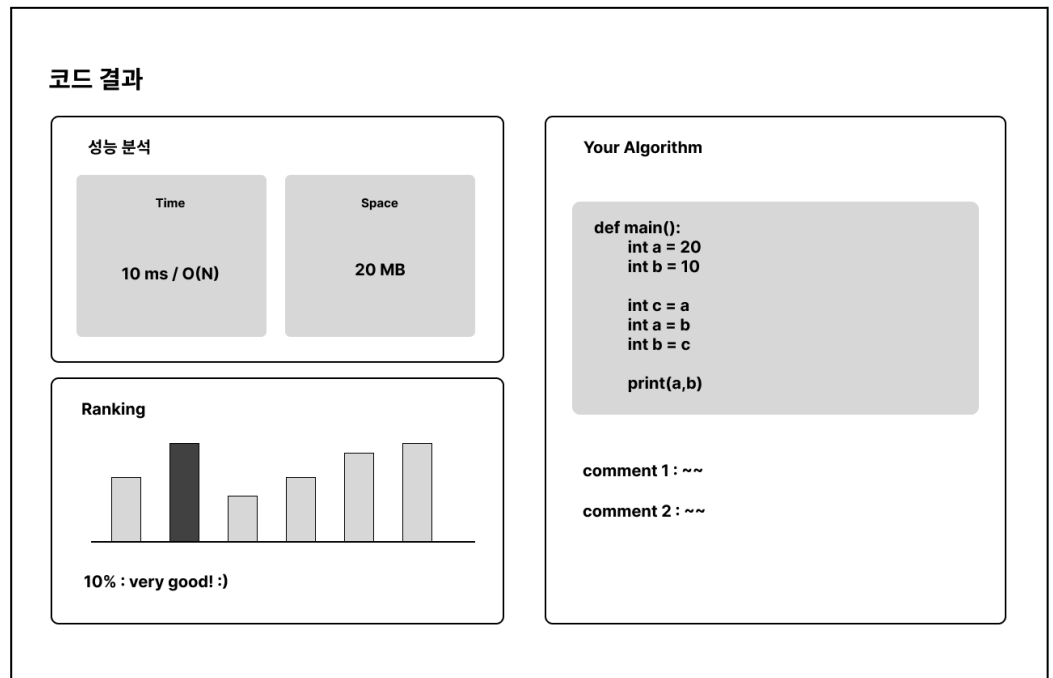 코드 결과
성능 분석
Time
10 ms / O(N)
Space
20 MB
Ranking
10% : very good! :)
Your Algorithm
def main():
int a = 20
int b = 10
int c = a
int a = b
int b = c
print(a,b)
comment 1 : ~~
comment 2 : ~~